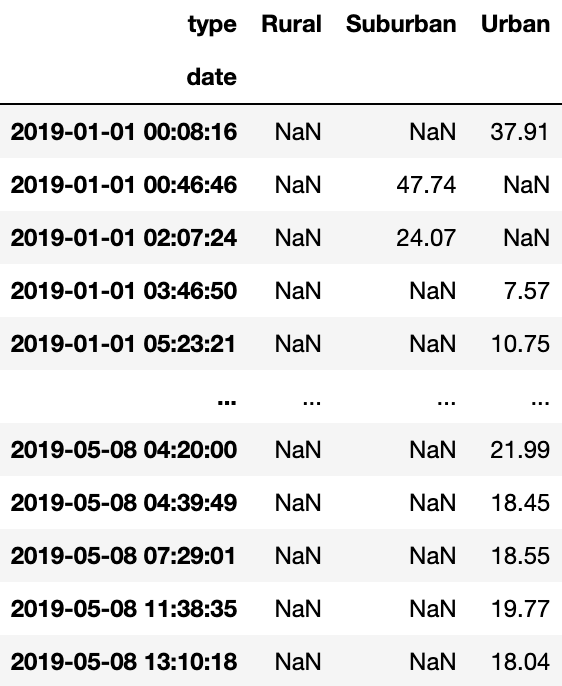 type Rural Suburban Urban
date
2019-01-01 00:08:16 NaN NaN 37.91
2019-01-01 00:46:46 NaN 47.74 NaN
2019-01-01 02:07:24 NaN 24.07 NaN
2019-01-01 03:46:50 NaN NaN 7.57
2019-01-01 05:23:21 NaN NaN 10.75
... ... ... ...
2019-05-08 04:20:00 NaN NaN 21.99
2019-05-08 04:39:49 NaN NaN 18.45
2019-05-08 07:29:01 NaN NaN 18.55
2019-05-08 11:38:35 NaN NaN 19.77
2019-05-08 13:10:18 NaN NaN 18.04